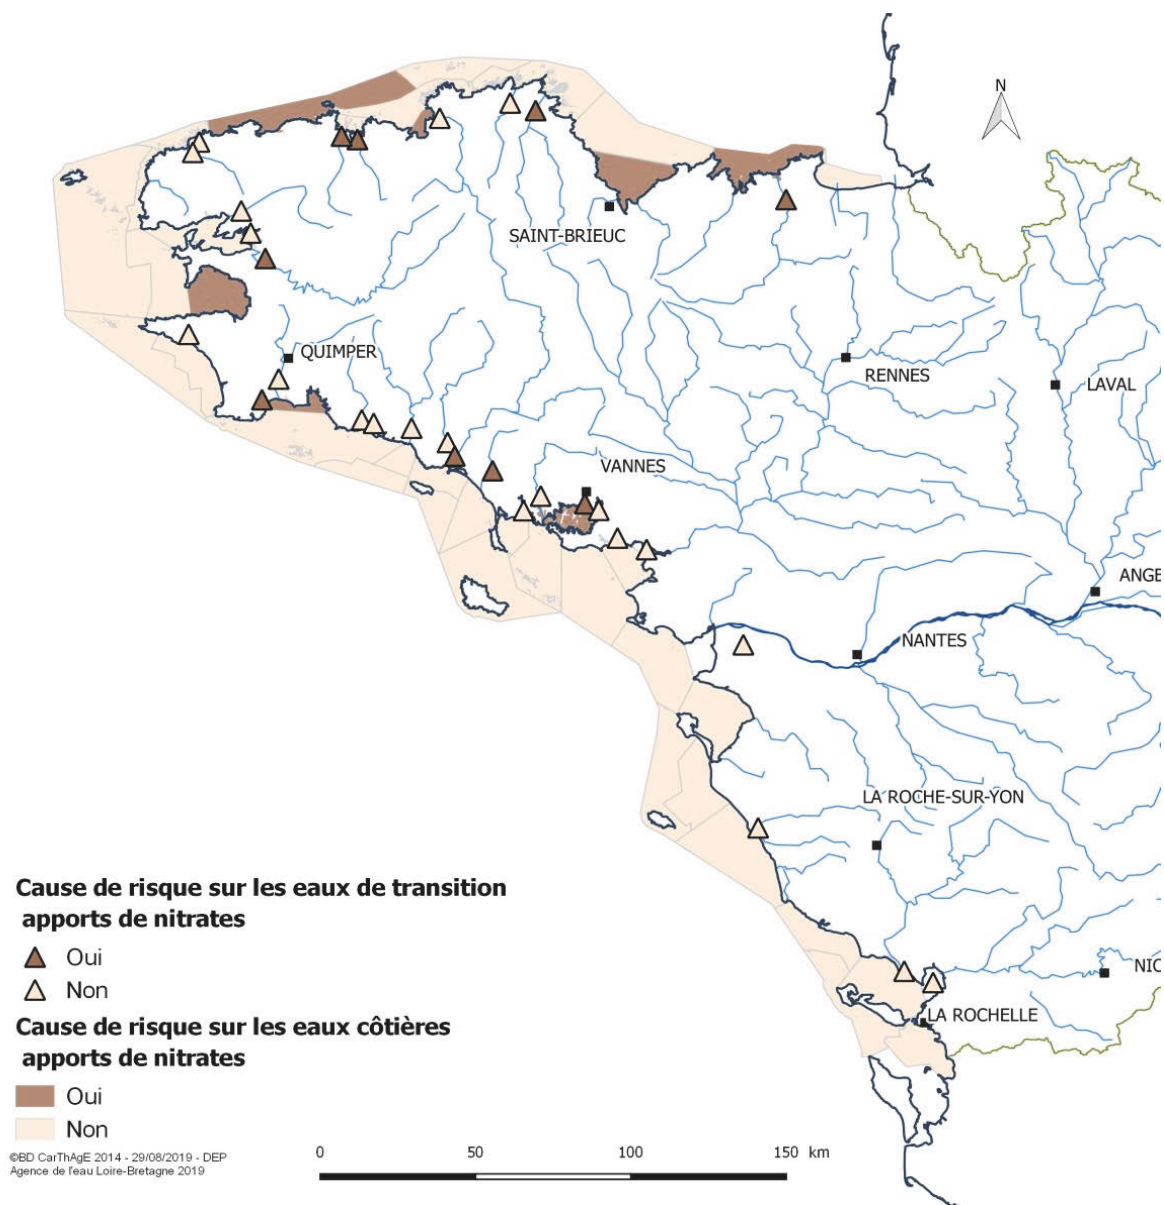 N
SAINT-BRIEUC
QUIMPER
RENNES
LAVAL
VANNES
ANGE
NANTES
LA ROCHE-SUR-YON
NIO
LA ROCHELLE
Cause de risque sur les eaux de transition
apports de nitrates
Oui
Non
Cause de risque sur les eaux côtières
apports de nitrates
Oui
Non
©BD CarThAgE 2014 - 29/08/2019 - DEP
Agence de l'eau Loire-Bretagne 2019
0 50 100 150 km